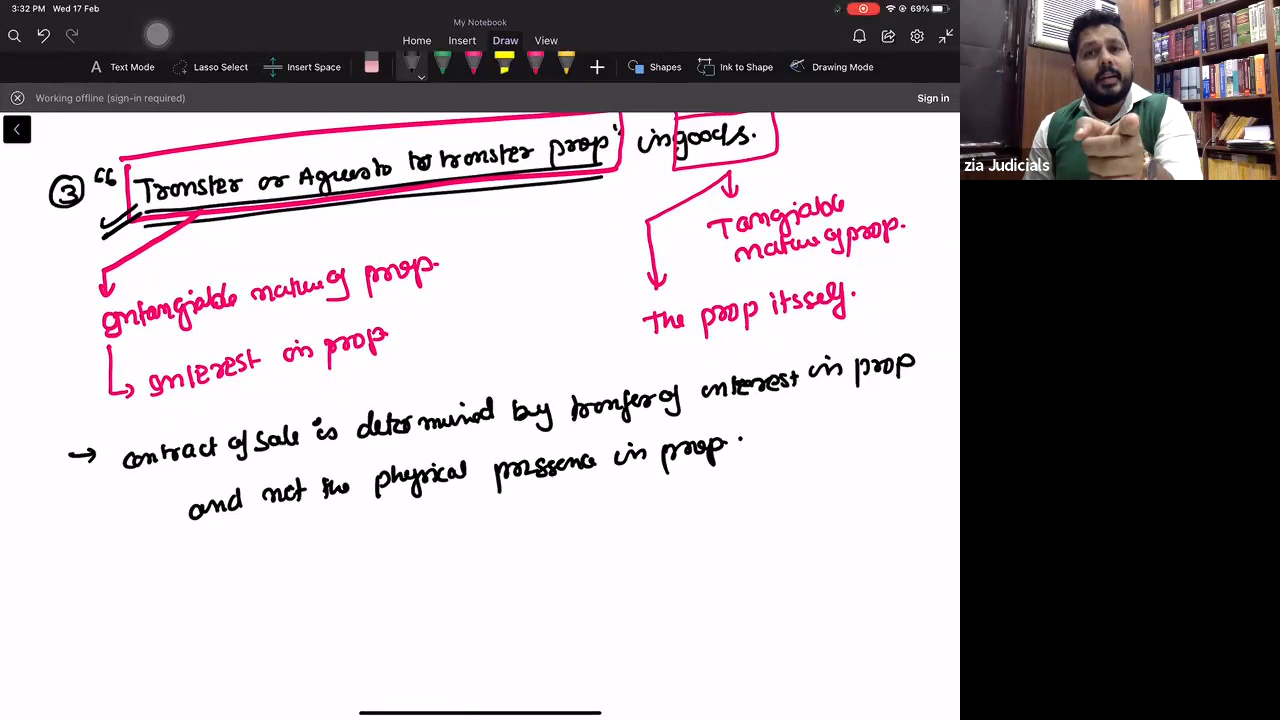 3:32 PM Wed 17 Feb
69%
My Notebook
Home Insert Draw View
Text Mode Lasso Select Insert Space Shapes Ink to Shape Drawing Mode
Working offline (sign-in required)
Sign in
zia Judicials
③ “ Transfer or Agree to transfer prop" in goods.
Tangiable
nature of prop.
The prop itsself.
Intangiable nature of prop.
Interest in prop.
→ contract of sale is determined by transfer of interest in prop
and not the physical pressence in prop.